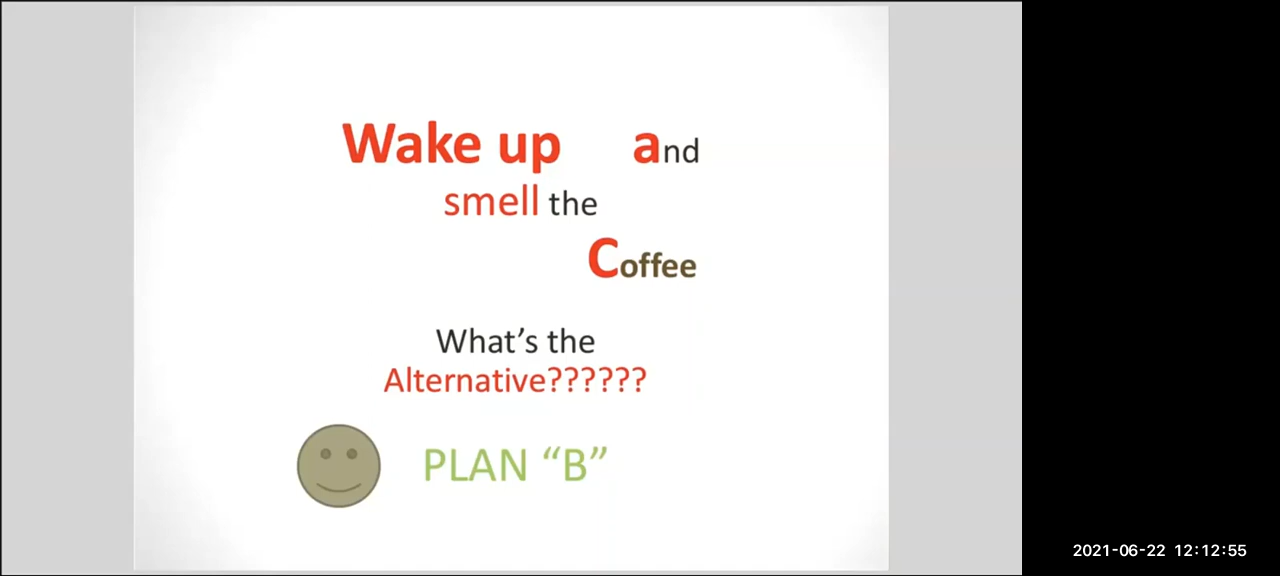 Wake up and
smell the
Coffee
What’s the
Alternative??????
PLAN “B”
2021-06-22 12:12:55